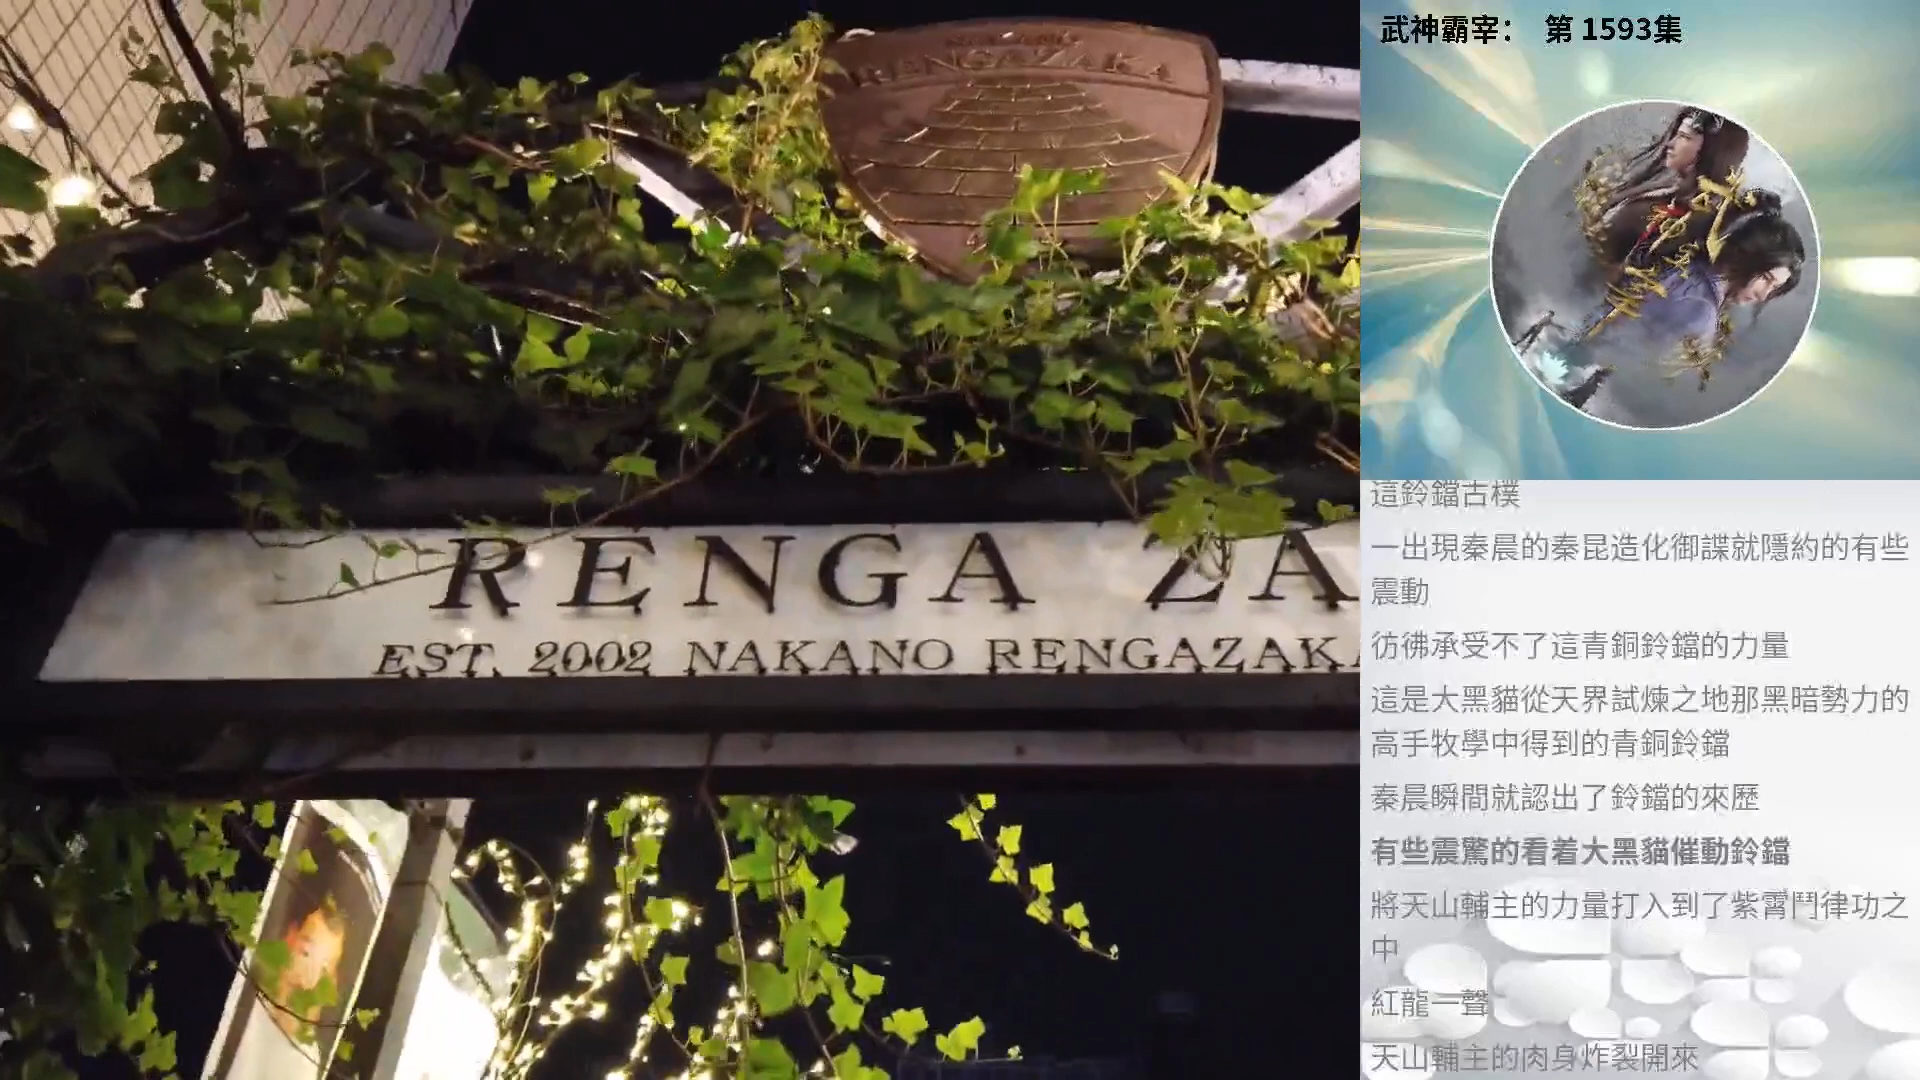 RENGAZAKA
RENGA ZA
EST. 2002 NAKANO RENGAZAKA
武神霸宰： 第 1593集
這鈴鐺古樸
一出現秦晨的秦昆造化御諜就隱約的有些
震動
彷彿承受不了這青銅鈴鐺的力量
這是大黑貓從天界試煉之地那黑暗勢力的
高手牧學中得到的青銅鈴鐺
秦晨瞬間就認出了鈴鐺的來歷
有些震驚的看着大黑貓催動鈴鐺
將天山輔主的力量打入到了紫霄鬥律功之
中
紅龍一聲
天山輔主的肉身炸裂開來